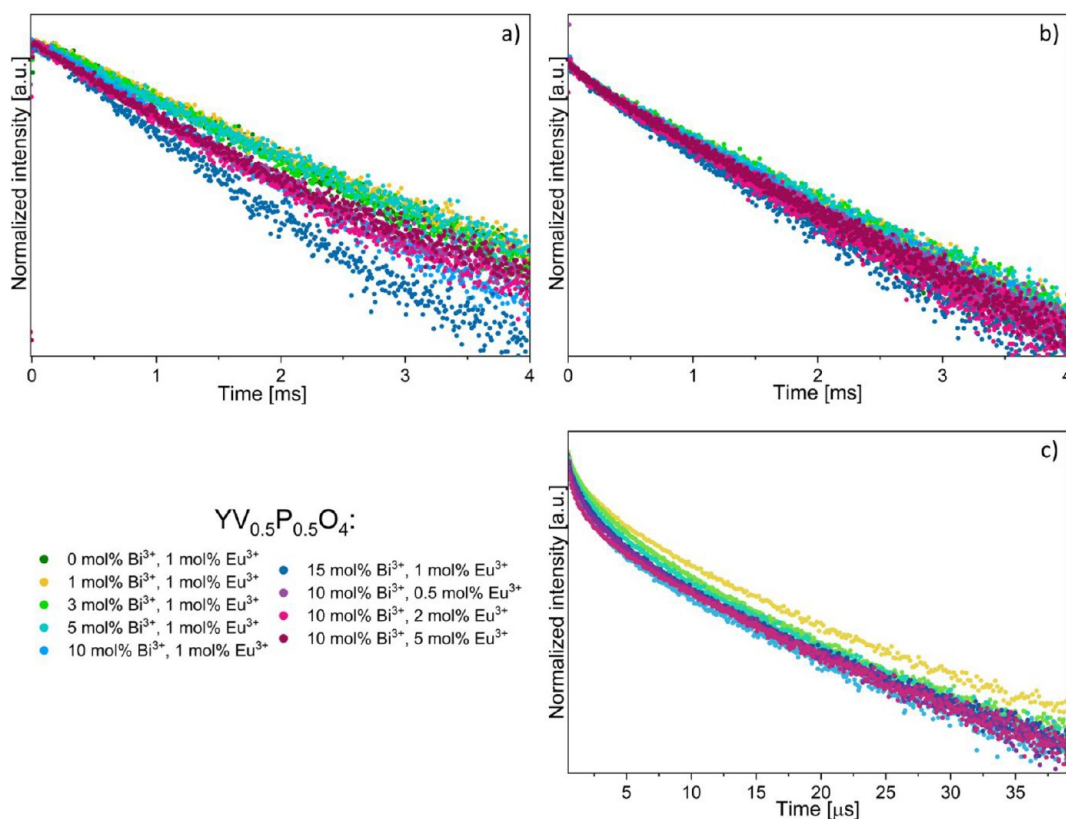 a)
Normalized intensity [a.u.]
0 1 2 3 4
Time [ms]
b)
Normalized intensity [a.u.]
0 1 2 3 4
Time [ms]
c)
Normalized intensity [a.u.]
5 10 15 20 25 30 35
Time [μs]
YV0.5P0.5O4:
0 mol% Bi3+, 1 mol% Eu3+
1 mol% Bi3+, 1 mol% Eu3+
3 mol% Bi3+, 1 mol% Eu3+
5 mol% Bi3+, 1 mol% Eu3+
10 mol% Bi3+, 1 mol% Eu3+
15 mol% Bi3+, 1 mol% Eu3+
10 mol% Bi3+, 0.5 mol% Eu3+
10 mol% Bi3+, 2 mol% Eu3+
10 mol% Bi3+, 5 mol% Eu3+